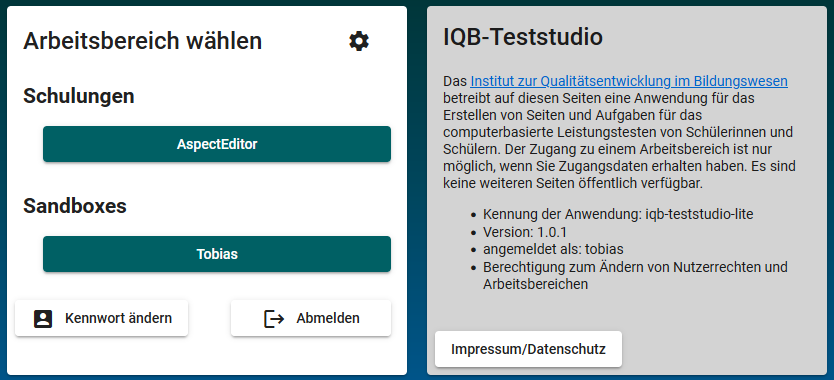 Arbeitsbereich wählen
Schulungen
AspectEditor
Sandboxes
Tobias
Kennwort ändern
Abmelden
IQB-Teststudio
Das Institut zur Qualitätsentwicklung im Bildungswesen
betreibt auf diesen Seiten eine Anwendung für das
Erstellen von Seiten und Aufgaben für das
computerbasierte Leistungstesten von Schülerinnen und
Schülern. Der Zugang zu einem Arbeitsbereich ist nur
möglich, wenn Sie Zugangsdaten erhalten haben. Es sind
keine weiteren Seiten öffentlich verfügbar.
• Kennung der Anwendung: iqb-teststudio-lite
• Version: 1.0.1
• angemeldet als: tobias
• Berechtigung zum Ändern von Nutzerrechten und
Arbeitsbereichen
Impressum/Datenschutz